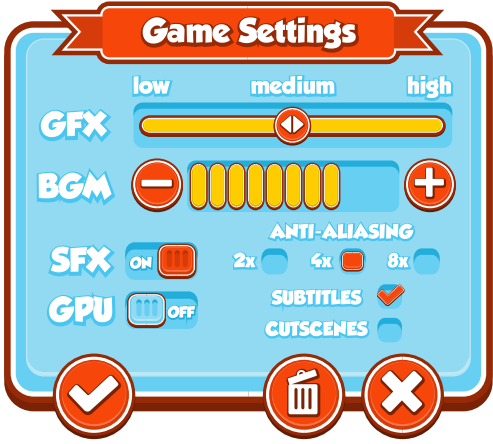 Game Settings
low medium high
GFX
BGM
ANTI-ALIASING
SFX ON 2x 4x 8x
GPU OFF SUBTITLES
CUTSCENES